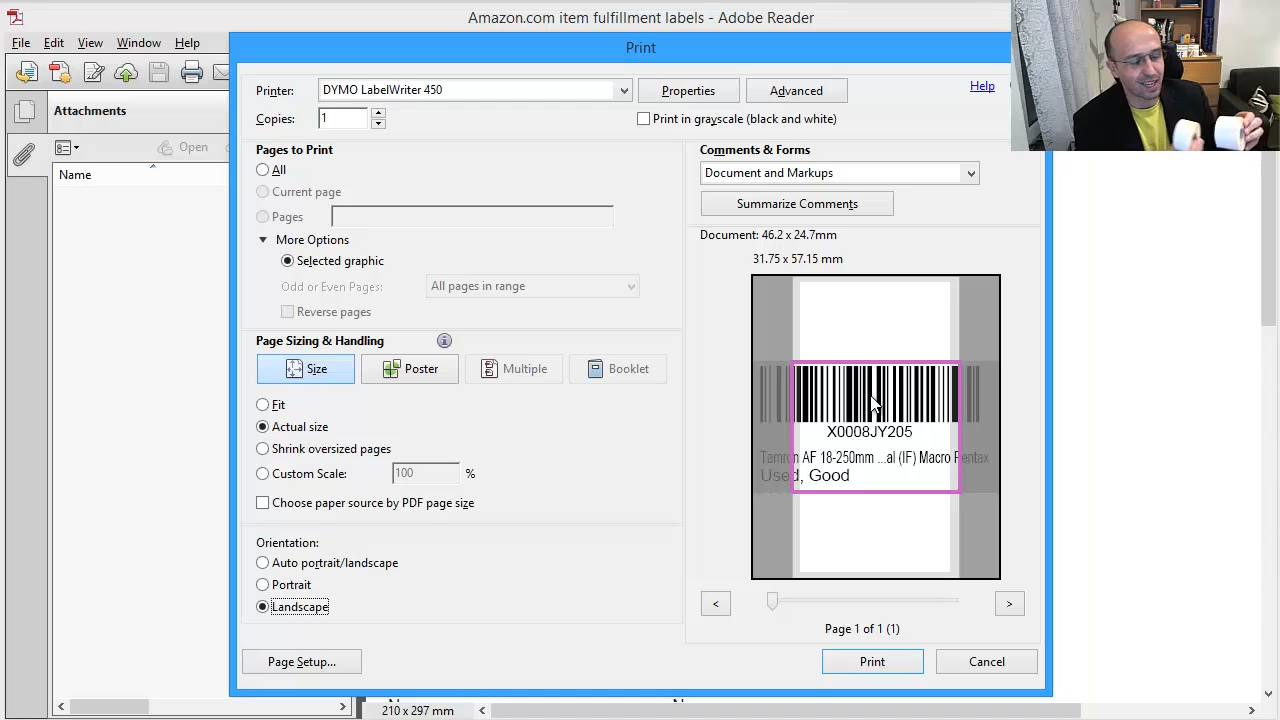 Amazon.com item fulfillment labels - Adobe Reader
File Edit View Window Help
Print
Printer: DYMO LabelWriter 450 Properties Advanced Help
Copies: 1 Print in grayscale (black and white)
Attachments
Open
Name
Pages to Print
All
Current page
Pages
More Options
Selected graphic
Odd or Even Pages: All pages in range
Reverse pages
Page Sizing & Handling
Size Poster Multiple Booklet
Fit
Actual size
Shrink oversized pages
Custom Scale: 100 %
Choose paper source by PDF page size
Orientation:
Auto portrait/landscape
Portrait
Landscape
Comments & Forms
Document and Markups
Summarize Comments
Document: 46.2 x 24.7mm
31.75 x 57.15 mm
X0008JY205
Tamron AF 18-250mm ...al (IF) Macro Pentax
Used, Good
< >
Page 1 of 1 (1)
Page Setup... Print Cancel
210 x 297 mm